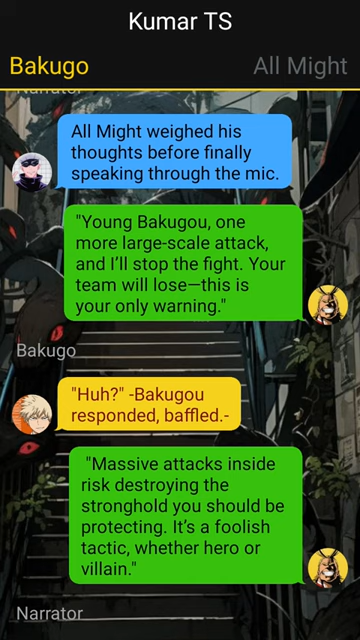 Kumar TS
Bakugo
All Might
Narrator
All Might weighed his
thoughts before finally
speaking through the mic.
"Young Bakugou, one
more large-scale attack,
and I'll stop the fight. Your
team will lose—this is
your only warning."
Bakugo
"Huh?" -Bakugou
responded, baffled.-
"Massive attacks inside
risk destroying the
stronghold you should be
protecting. It's a foolish
tactic, whether hero or
villain."
Narrator